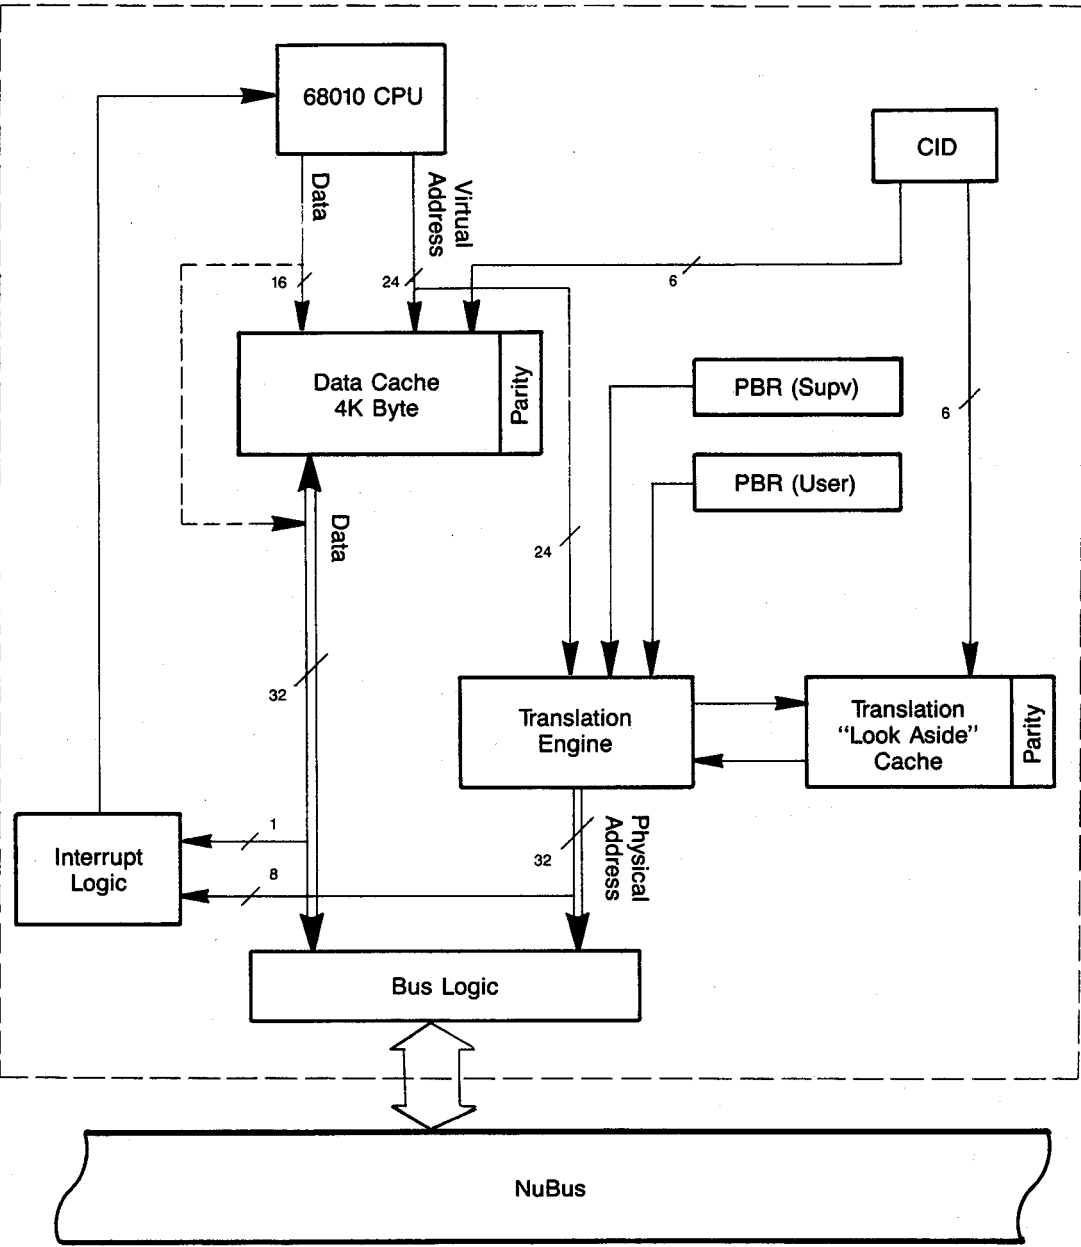 68010 CPU
CID
Data
Virtual
Address
16
24
6
Data Cache
4K Byte
Parity
PBR (Supv)
6
PBR (User)
Data
24
32
Translation
Engine
Translation
“Look Aside”
Cache
Parity
1
Interrupt
Logic
8
32
Physical
Address
Bus Logic
NuBus